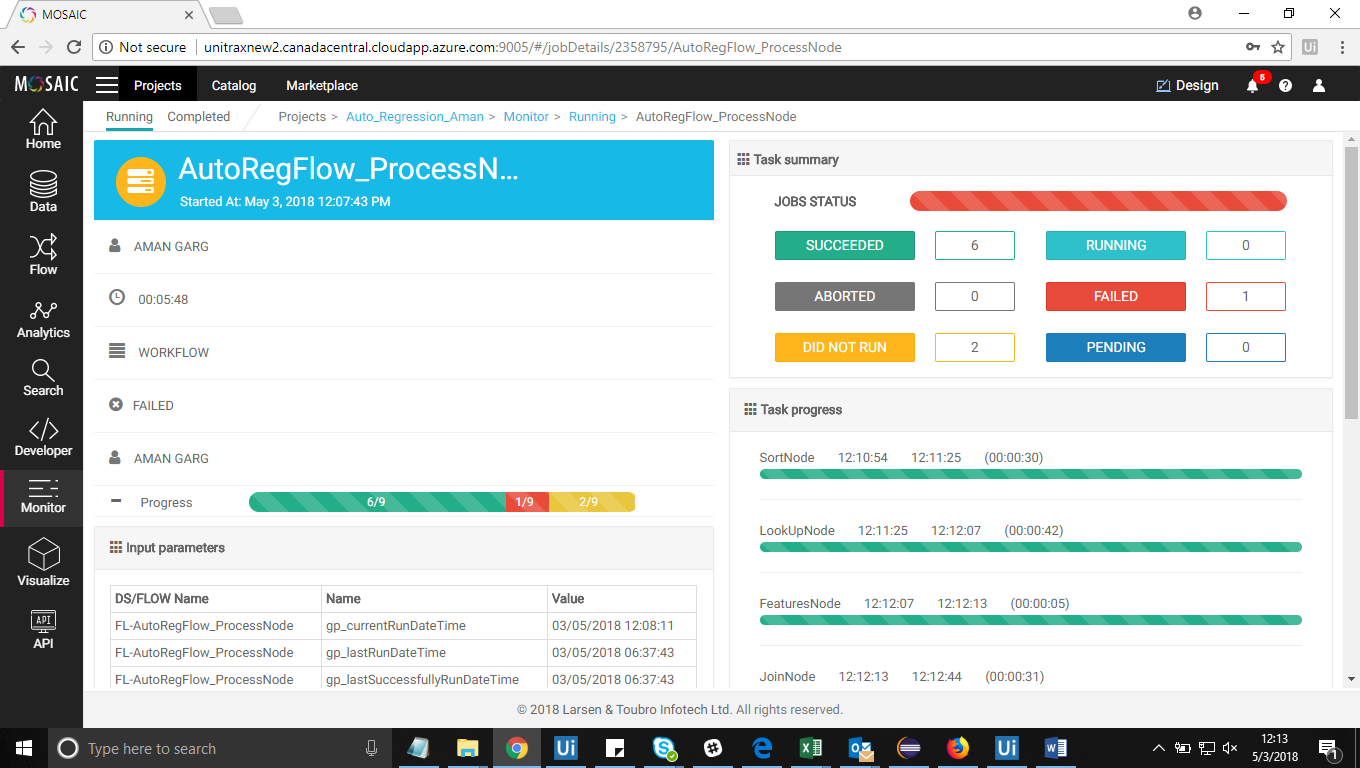 MOSAIC
Not secure unitraxnew2.canadacentral.cloudapp.azure.com:9005/#/jobDetails/2358795/AutoRegFlow_ProcessNode
MOSAIC Projects Catalog Marketplace Design 5
Running Completed Projects > Auto_Regression_Aman > Monitor > Running > AutoRegFlow_ProcessNode
Home
Data
Flow
Analytics
Search
Developer
Monitor
Visualize
API
API
AutoRegFlow_ProcessN...
Started At: May 3, 2018 12:07:43 PM
AMAN GARG
00:05:48
WORKFLOW
FAILED
AMAN GARG
Progress 6/9 1/9 2/9
Input parameters
DS/FLOW Name Name Value
FL-AutoRegFlow_ProcessNode gp_currentRunDateTime 03/05/2018 12:08:11
FL-AutoRegFlow_ProcessNode gp_lastRunDateTime 03/05/2018 06:37:43
FL-AutoRegFlow_ProcessNode gp_lastSuccessfullyRunDateTime 03/05/2018 06:37:43
Task summary
JOBS STATUS
SUCCEEDED 6 RUNNING 0
ABORTED 0 FAILED 1
DID NOT RUN 2 PENDING 0
Task progress
SortNode 12:10:54 12:11:25 (00:00:30)
LookUpNode 12:11:25 12:12:07 (00:00:42)
FeaturesNode 12:12:07 12:12:13 (00:00:05)
JoinNode 12:12:13 12:12:44 (00:00:31)
© 2018 Larsen & Toubro Infotech Ltd. All rights reserved.
Type here to search
12:13
5/3/2018
1